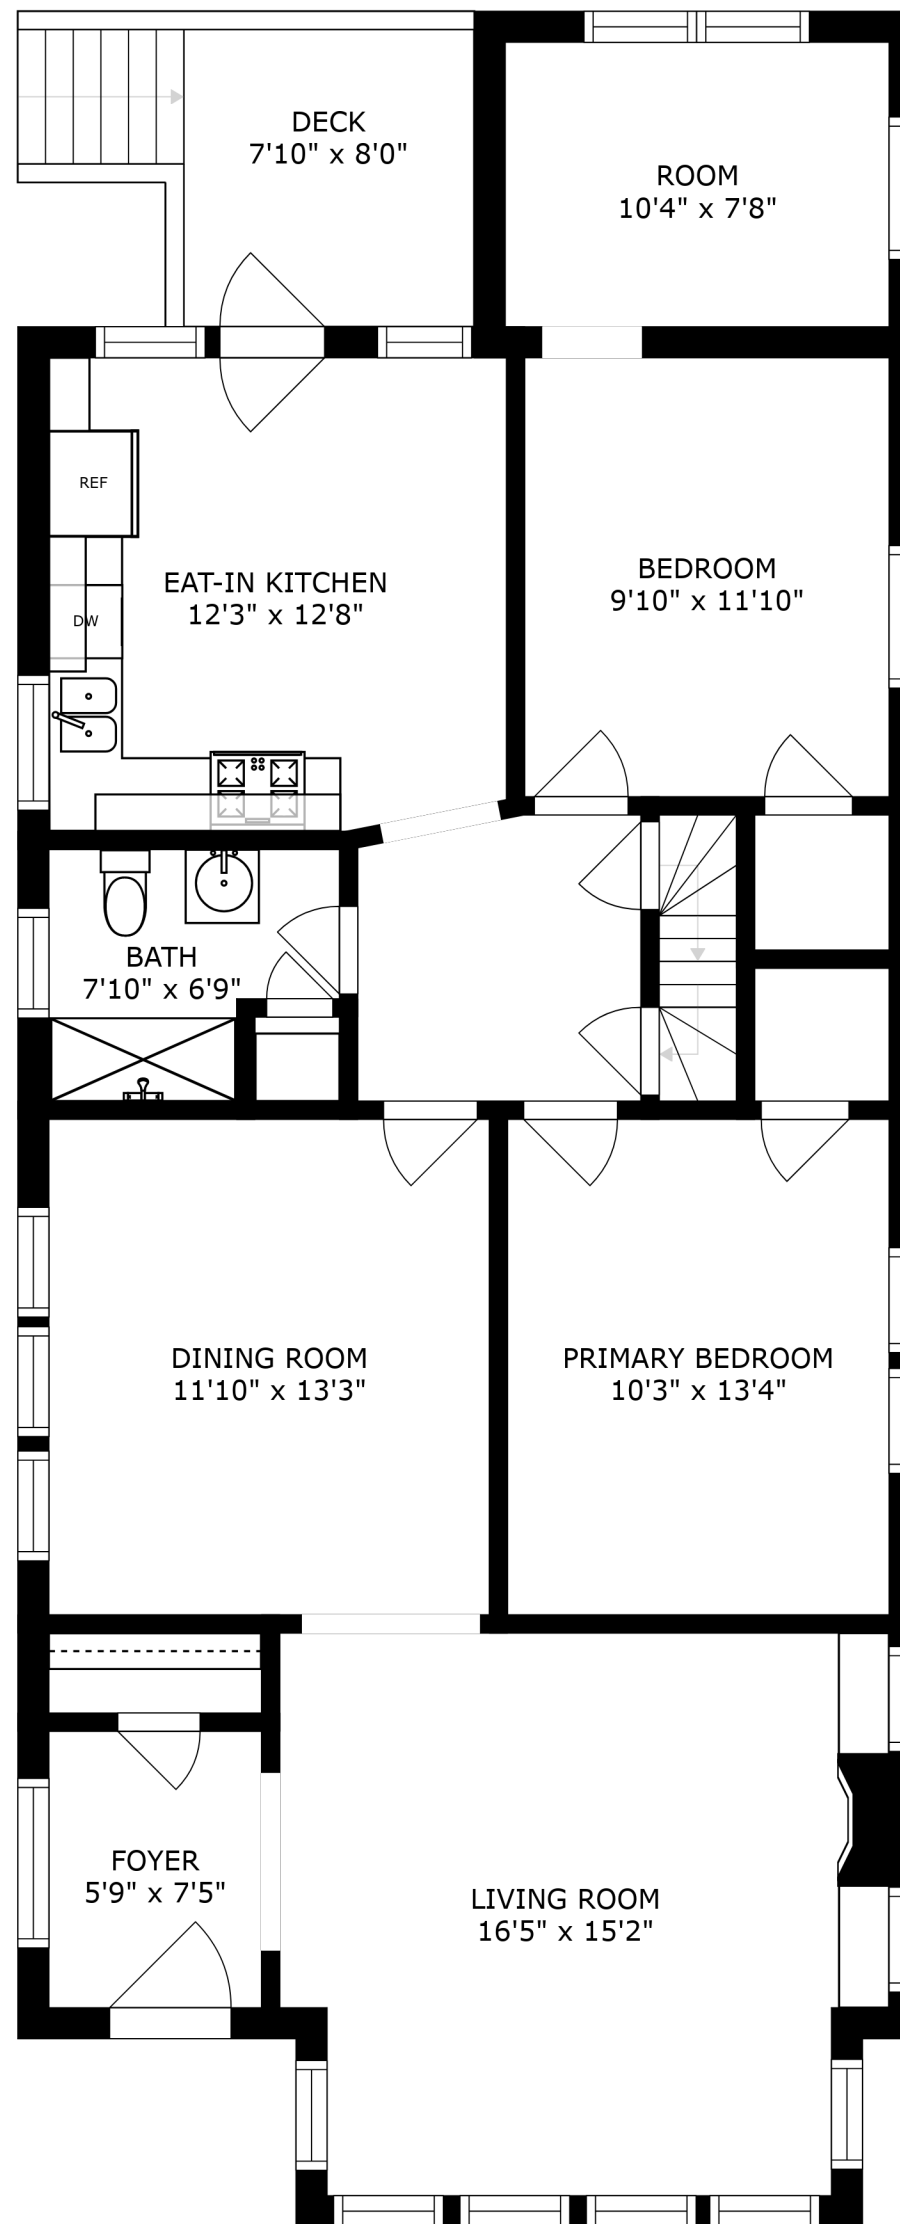 DECK
7'10" x 8'0"
ROOM
10'4" x 7'8"
REF
EAT-IN KITCHEN
12'3" x 12'8"
BEDROOM
9'10" x 11'10"
DW
BATH
7'10" x 6'9"
DINING ROOM
11'10" x 13'3"
PRIMARY BEDROOM
10'3" x 13'4"
FOYER
5'9" x 7'5"
LIVING ROOM
16'5" x 15'2"